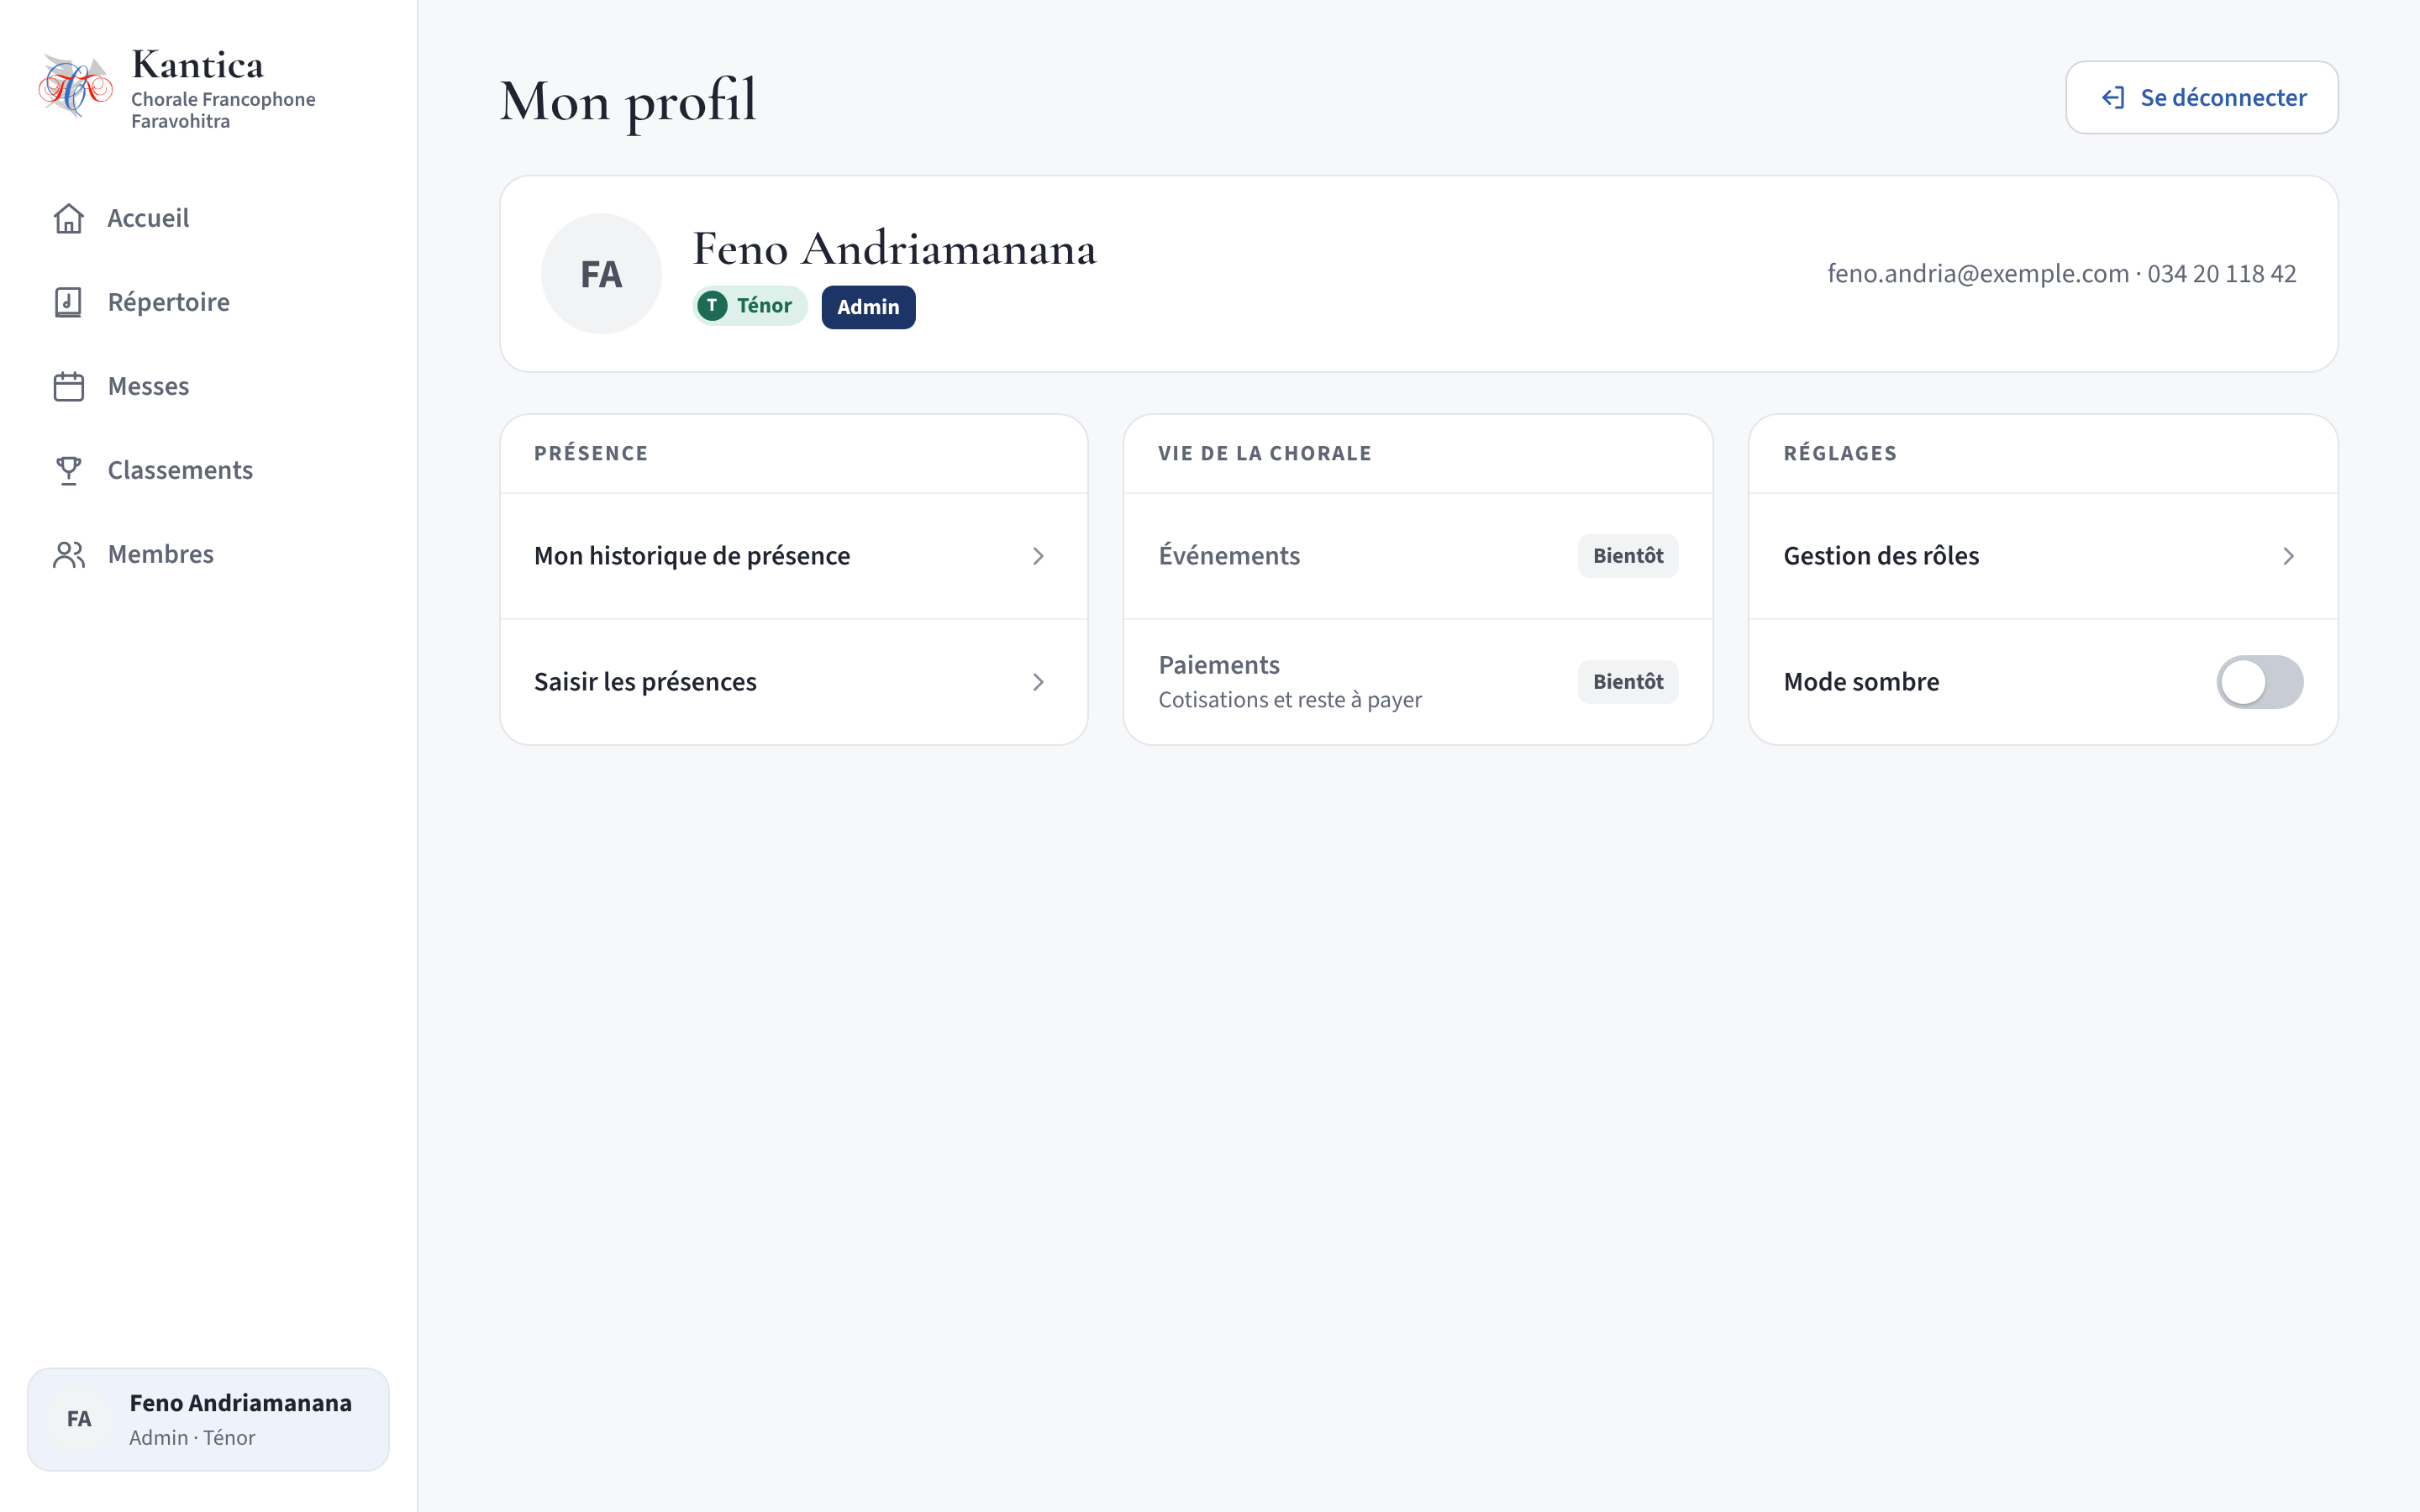 Kantica
Chorale Francophone
Faravohitra
Accueil
Répertoire
Messes
Classements
Membres
FA
Feno Andriamanana
Admin · Ténor
Mon profil
Se déconnecter
FA
Feno Andriamanana
T Ténor
Admin
feno.andria@exemple.com · 034 20 118 42
PRÉSENCE
Mon historique de présence
Saisir les présences
VIE DE LA CHORALE
Événements
Bientôt
Paiements
Cotisations et reste à payer
Bientôt
RÉGLAGES
Gestion des rôles
Mode sombre